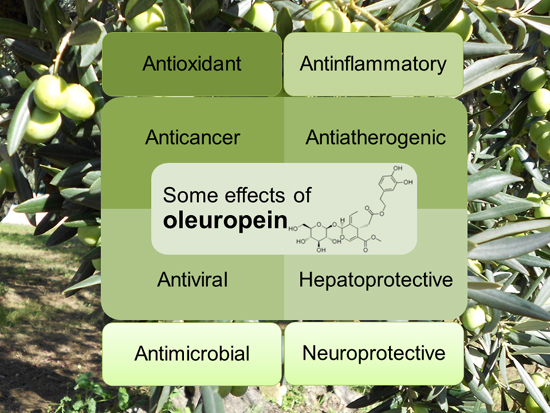 Antioxidant
Antinflammatory
Anticancer
Antiatherogenic
Some effects of
oleuropein
OH
OH
O
O
H
O
O
HO
O
O
HO
OH
O
OH
O
Antiviral
Hepatoprotective
Antimicrobial
Neuroprotective